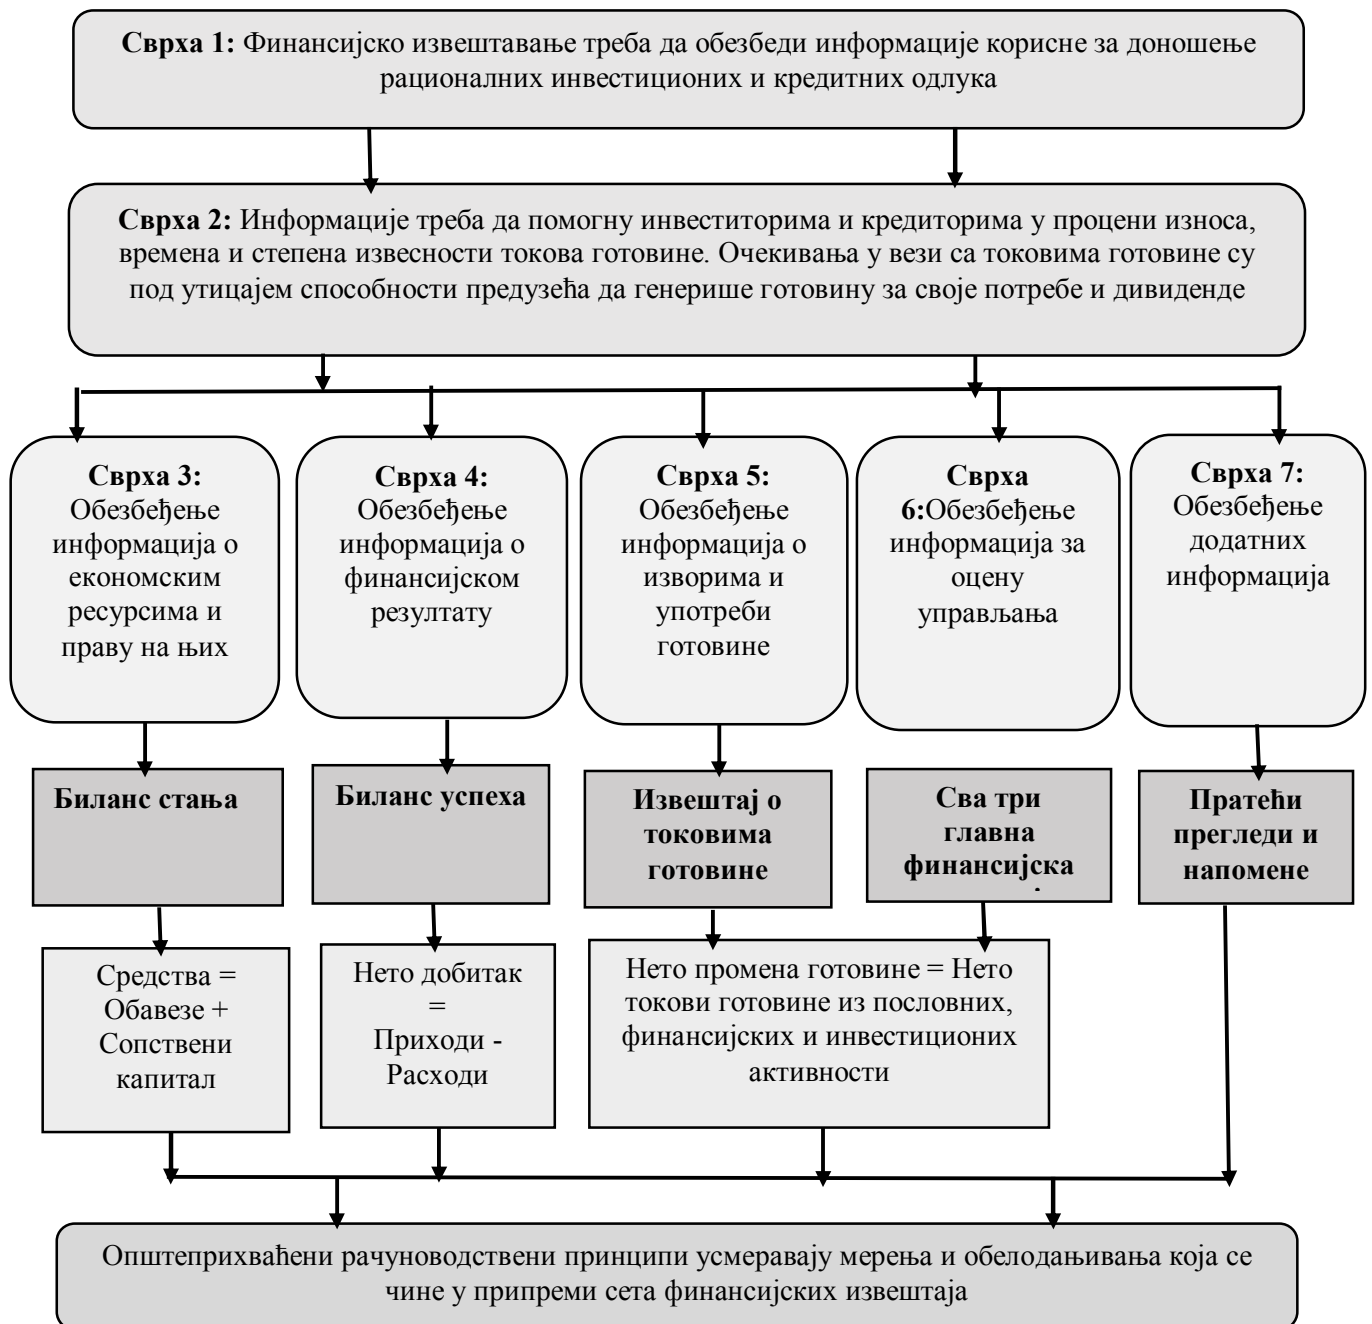 Сврха 1: Финансијско извештавање треба да обезбеди информације корисне за доношење
рационалних инвестиционих и кредитних одлука
Сврха 2: Информације треба да помогну инвеститорима и кредиторима у процени износа,
времена и степена извесности токова готовине. Очекивања у вези са токовима готовине су
под утицајем способности предузећа да генерише готовину за своје потребе и дивиденде
Сврха 3:
Обезбеђење
информација о
економским
ресурсима и
праву на њих
Сврха 4:
Обезбеђење
информација о
финансијском
резултату
Сврха 5:
Обезбеђење
информација о
изворима и
употреби
готовине
Сврха
6:Обезбеђење
информација за
оцену
управљања
Сврха 7:
Обезбеђење
додатних
информација
Биланс стања
Биланс успеха
Извештај о
токовима
готовине
Сва три
главна
финансијска
Пратећи
прегледи и
напомене
Средства =
Обавезе +
Сопствени
капитал
Нето добитак
=
Приходи -
Расходи
Нето промена готовине = Нето
токови готовине из пословних,
финансијских и инвестиционих
активности
Општеприхваћени рачуноводствени принципи усмеравају мерења и обелодањивања која се
чине у припреми сета финансијских извештаја